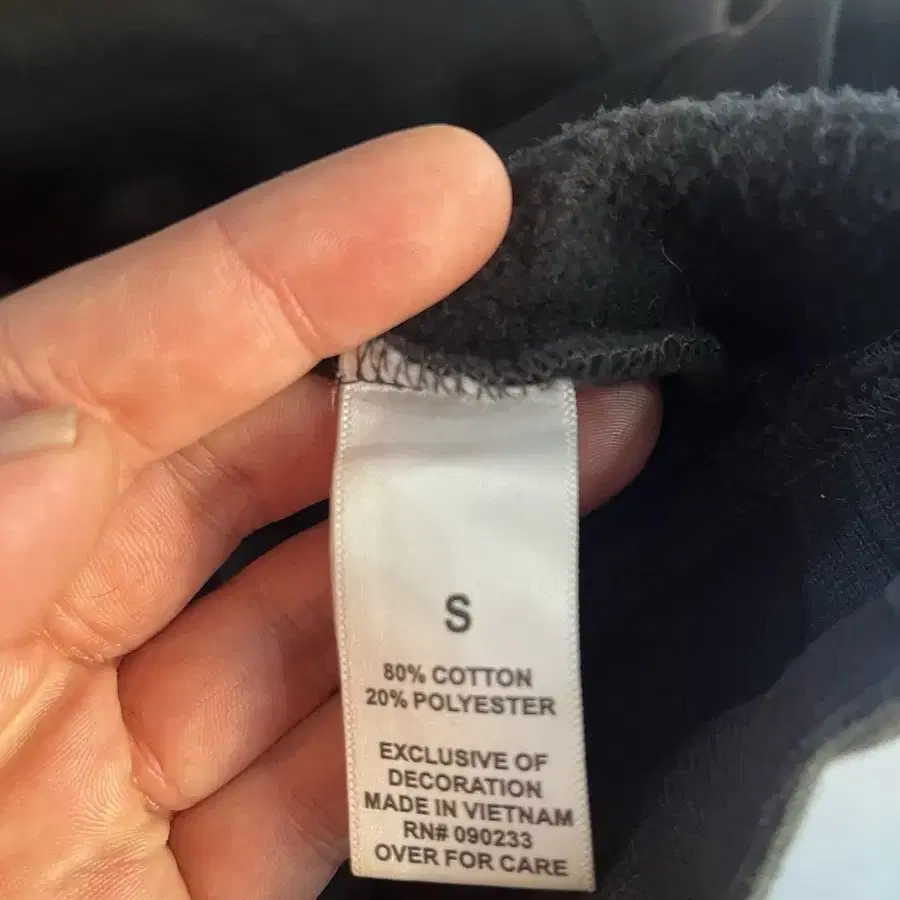 S
80% COTTON
20% POLYESTER
EXCLUSIVE OF
DECORATION
MADE IN VIETNAM
RN# 090233
OVER FOR CARE